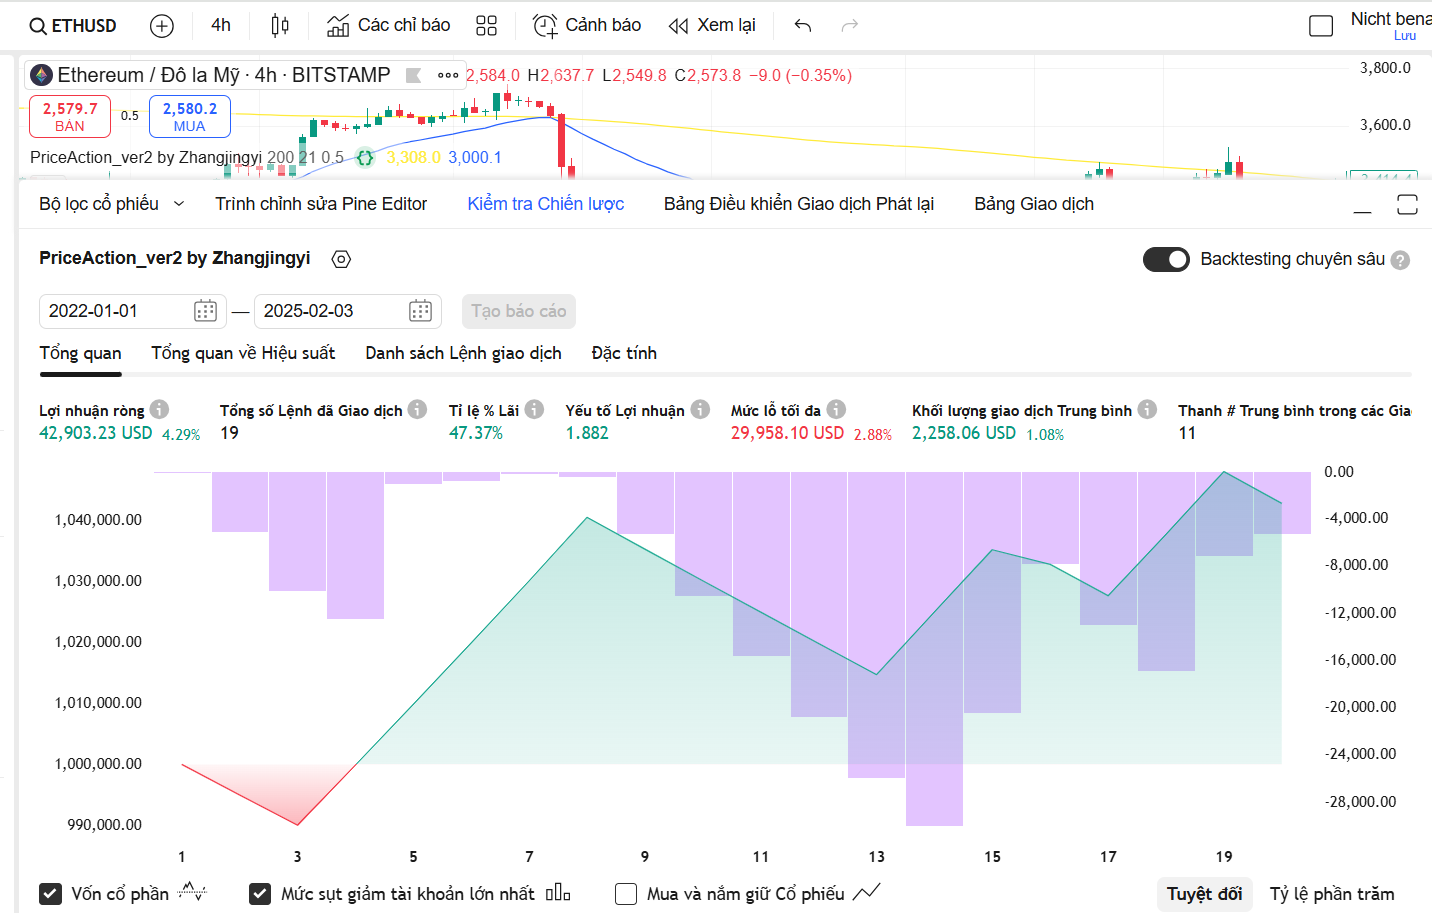 ETHUSD 4h Các chỉ báo Cảnh báo Xem lại Nicht bena
Lưu
Ethereum / Đô la Mỹ · 4h · BITSTAMP 2,584.0 H2,637.7 L2,549.8 C2,573.8 −9.0 (−0.35%)
3,800.0
2,579.7 0.5 2,580.2
BÁN MUA
3,600.0
PriceAction_ver2 by Zhangjingyi 200 21 0.5 {} 3,308.0 3,000.1
Bộ lọc cổ phiếu Trình chỉnh sửa Pine Editor Kiểm tra Chiến lược Bảng Điều khiển Giao dịch Phát lại Bảng Giao dịch
PriceAction_ver2 by Zhangjingyi Backtesting chuyên sâu ?
2022-01-01 — 2025-02-03 Tạo báo cáo
Tổng quan Tổng quan về Hiệu suất Danh sách Lệnh giao dịch Đặc tính
Lợi nhuận ròng Tổng số Lệnh đã Giao dịch Tỉ lệ % Lãi Yếu tố Lợi nhuận Mức lỗ tối đa Khối lượng giao dịch Trung bình Thanh # Trung bình trong các Gia
42,903.23 USD 4.29% 19 47.37% 1.882 29,958.10 USD 2.88% 2,258.06 USD 1.08% 11
0.00
1,040,000.00 -4,000.00
-8,000.00
1,030,000.00
-12,000.00
1,020,000.00
-16,000.00
1,010,000.00 -20,000.00
1,000,000.00 -24,000.00
-28,000.00
990,000.00
1 3 5 7 9 11 13 15 17 19
Vốn cổ phần Mức sụt giảm tài khoản lớn nhất Mua và nắm giữ Cổ phiếu Tuyệt đối Tỷ lệ phần trăm